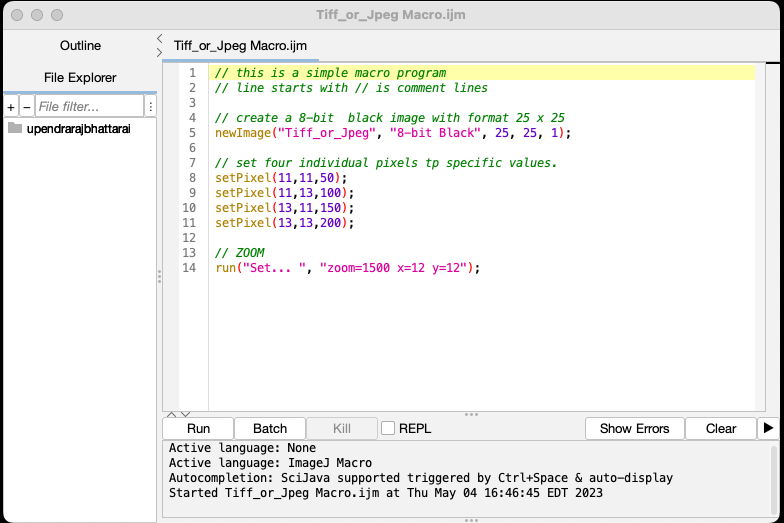 Tiff_or_Jpeg Macro.ijm
Outline
File Explorer
+ − File filter... ⋮
upendrarajbhattarai
< Tiff_or_Jpeg Macro.ijm
>
1 // this is a simple macro program
2 // line starts with // is comment lines
3
4 // create a 8-bit  black image with format 25 x 25
5 newImage("Tiff_or_Jpeg", "8-bit Black", 25, 25, 1);
6
7 // set four individual pixels tp specific values.
8 setPixel(11,11,50);
9 setPixel(11,13,100);
10 setPixel(13,11,150);
11 setPixel(13,13,200);
12
13 // ZOOM
14 run("Set... ", "zoom=1500 x=12 y=12");
Run Batch Kill REPL Show Errors Clear
Active language: None
Active language: ImageJ Macro
Autocompletion: SciJava supported triggered by Ctrl+Space & auto-display
Started Tiff_or_Jpeg Macro.ijm at Thu May 04 16:46:45 EDT 2023